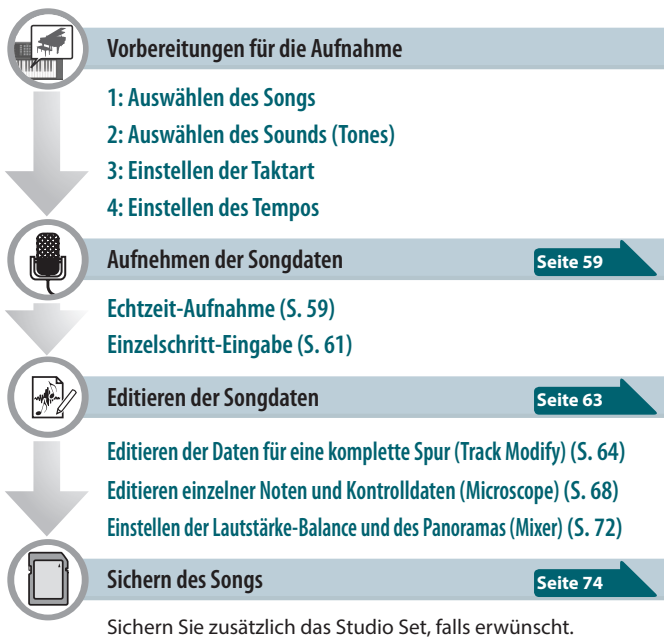 Vorbereitungen für die Aufnahme
1: Auswählen des Songs
2: Auswählen des Sounds (Tones)
3: Einstellen der Taktart
4: Einstellen des Tempos
Aufnehmen der Songdaten Seite 59
Echtzeit-Aufnahme (S. 59)
Einzelschritt-Eingabe (S. 61)
Editieren der Songdaten Seite 63
Editieren der Daten für eine komplette Spur (Track Modify) (S. 64)
Editieren einzelner Noten und Kontrolldaten (Microscope) (S. 68)
Einstellen der Lautstärke-Balance und des Panoramas (Mixer) (S. 72)
Sichern des Songs Seite 74
Sichern Sie zusätzlich das Studio Set, falls erwünscht.